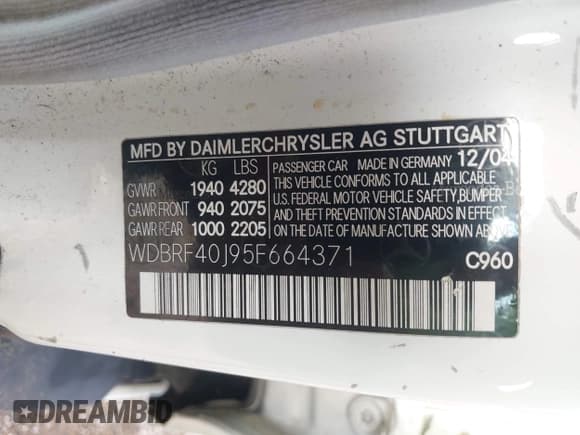 MFD BY DAIMLERCHRYSLER AG STUTTGART
KG LBS
GVWR 1940 4280
GAWR FRONT 940 2075
GAWR REAR 1000 2205
PASSENGER CAR MADE IN GERMANY 12/04
THIS VEHICLE CONFORMS TO ALL APPLICABLE
U.S. FEDERAL MOTOR VEHICLE SAFETY, BUMPER
AND THEFT PREVENTION STANDARDS
IN EFFECT ON THE DATE OF
MANUFACTURE SHOWN ABOVE.
WDBRF40J95F664371
C960
DREAMBID